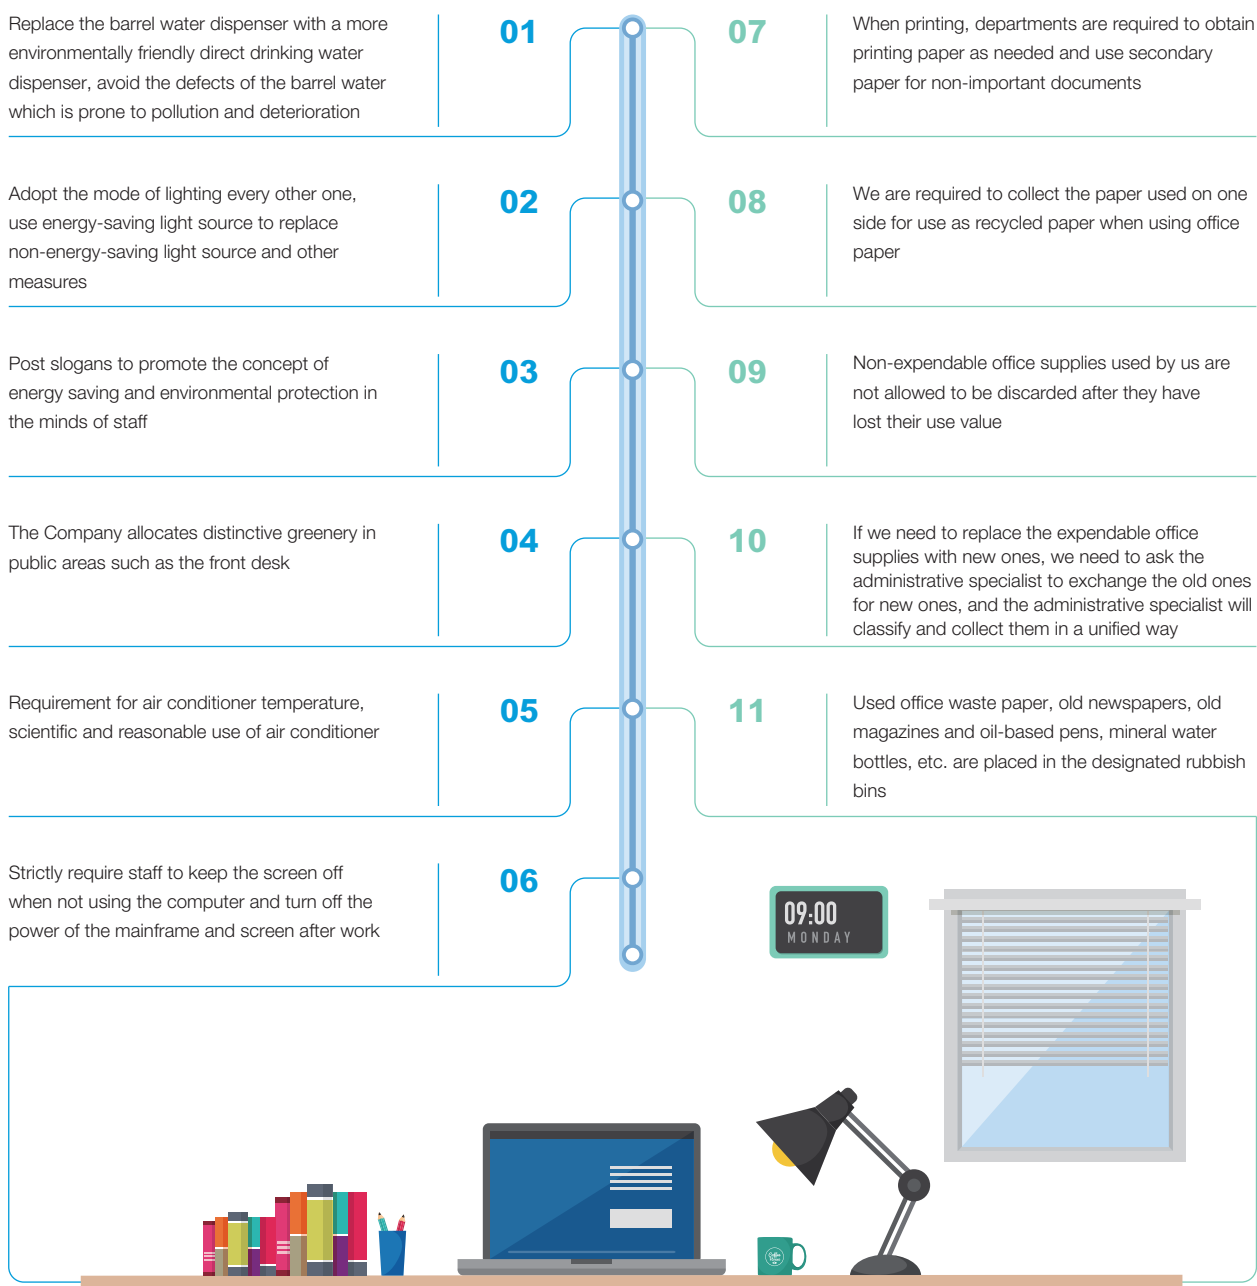 Replace the barrel water dispenser with a more
environmentally friendly direct drinking water
dispenser, avoid the defects of the barrel water
which is prone to pollution and deterioration
01
Adopt the mode of lighting every other one,
use energy-saving light source to replace
non-energy-saving light source and other
measures
02
Post slogans to promote the concept of
energy saving and environmental protection in
the minds of staff
03
The Company allocates distinctive greenery in
public areas such as the front desk
04
Requirement for air conditioner temperature,
scientific and reasonable use of air conditioner
05
Strictly require staff to keep the screen off
when not using the computer and turn off the
power of the mainframe and screen after work
06
07
When printing, departments are required to obtain
printing paper as needed and use secondary
paper for non-important documents
08
We are required to collect the paper used on one
side for use as recycled paper when using office
paper
09
Non-expendable office supplies used by us are
not allowed to be discarded after they have
lost their use value
10
If we need to replace the expendable office
supplies with new ones, we need to ask the
administrative specialist to exchange the old ones
for new ones, and the administrative specialist will
classify and collect them in a unified way
11
Used office waste paper, old newspapers, old
magazines and oil-based pens, mineral water
bottles, etc. are placed in the designated rubbish
bins
09:00
MONDAY